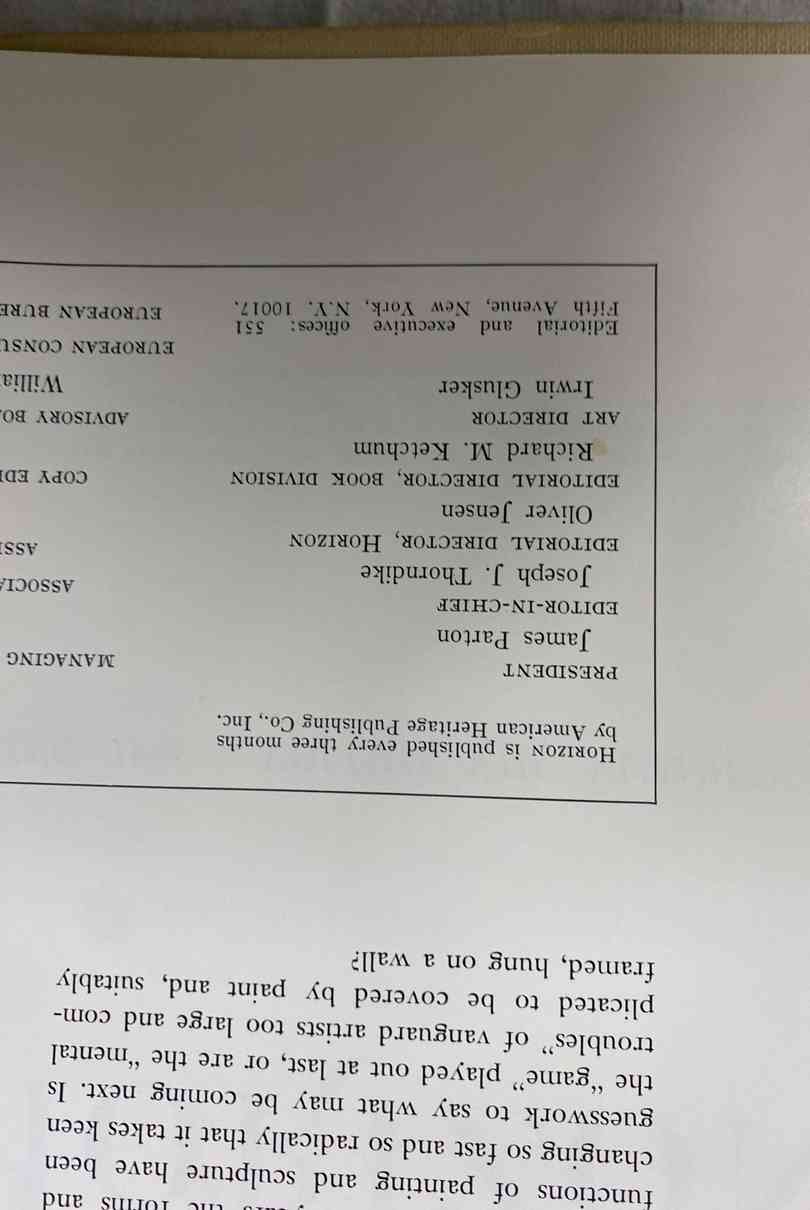 the forms and
functions of painting and sculpture have been
changing so fast and so radically that it takes keen
guesswork to say what may be coming next. Is
the “game” played out at last, or are the “mental
troubles” of vanguard artists too large and com-
plicated to be covered by paint and, suitably
framed, hung on a wall?
HORIZON is published every three months
by American Heritage Publishing Co., Inc.
PRESIDENT
James Parton
EDITOR-IN-CHIEF
Joseph J. Thorndike
EDITORIAL DIRECTOR, HORIZON
Oliver Jensen
EDITORIAL DIRECTOR, BOOK DIVISION
Richard M. Ketchum
ART DIRECTOR
Irwin Glusker
Editorial and executive offices: 551
Fifth Avenue, New York, N.Y. 10017.
MANAGING
ASSOCIA
ASSI
COPY EDI
ADVISORY BOA
Willia
EUROPEAN CONSU
EUROPEAN BURE